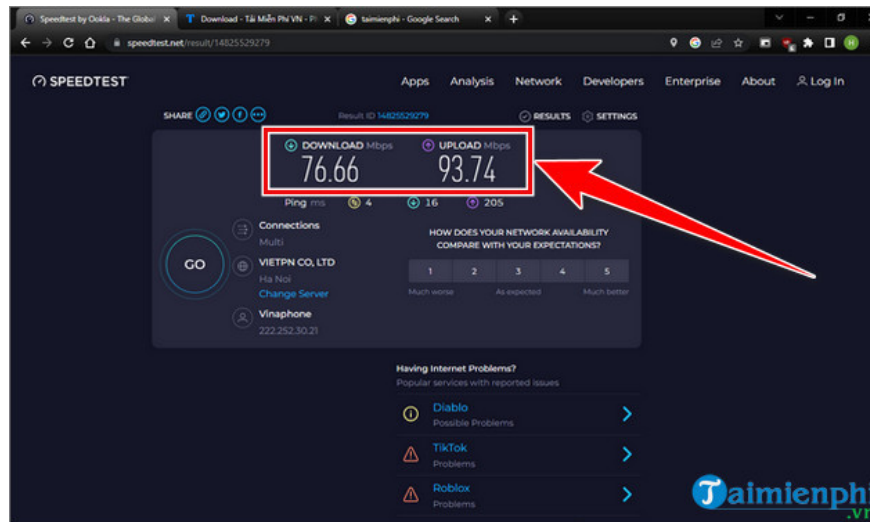 Speedtest by Ookla - The Global
Download - Tải Miễn Phí VN - Ph
taimienphi - Google Search
speedtest.net/result/14825529279
SPEEDTEST
Apps Analysis Network Developers Enterprise About Log In
SHARE Result ID 14825529279 RESULTS SETTINGS
DOWNLOAD Mbps UPLOAD Mbps
76.66 93.74
Ping ms 4 16 205
Connections
Multi
HOW DOES YOUR NETWORK AVAILABILITY
COMPARE WITH YOUR EXPECTATIONS?
GO
VIETPN CO, LTD
Ha Noi
Change Server
1 2 3 4 5
Much worse As expected Much better
Vinaphone
222.252.30.21
Having Internet Problems?
Popular services with reported issues
Diablo
Possible Problems
TikTok
Problems
Roblox
Problems
Taimienphi
.vn